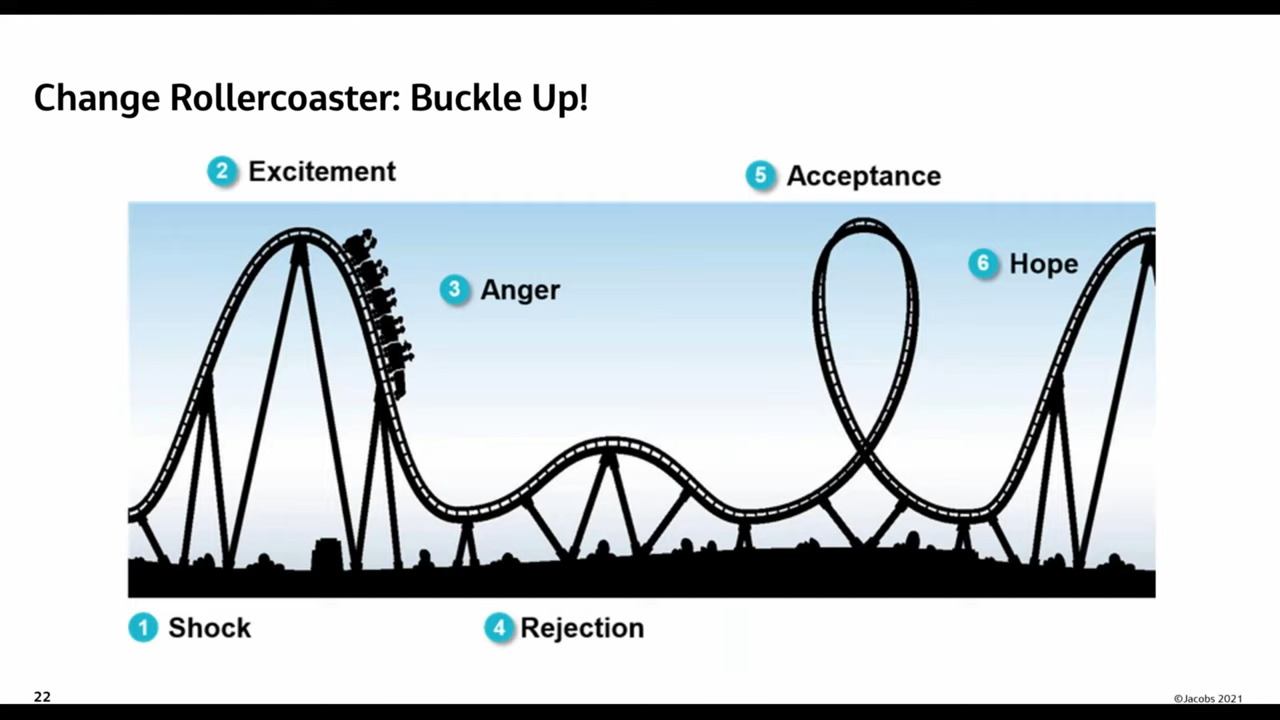 Change Rollercoaster: Buckle Up!
2 Excitement
5 Acceptance
6 Hope
3 Anger
1 Shock
4 Rejection
22
©Jacobs 2021